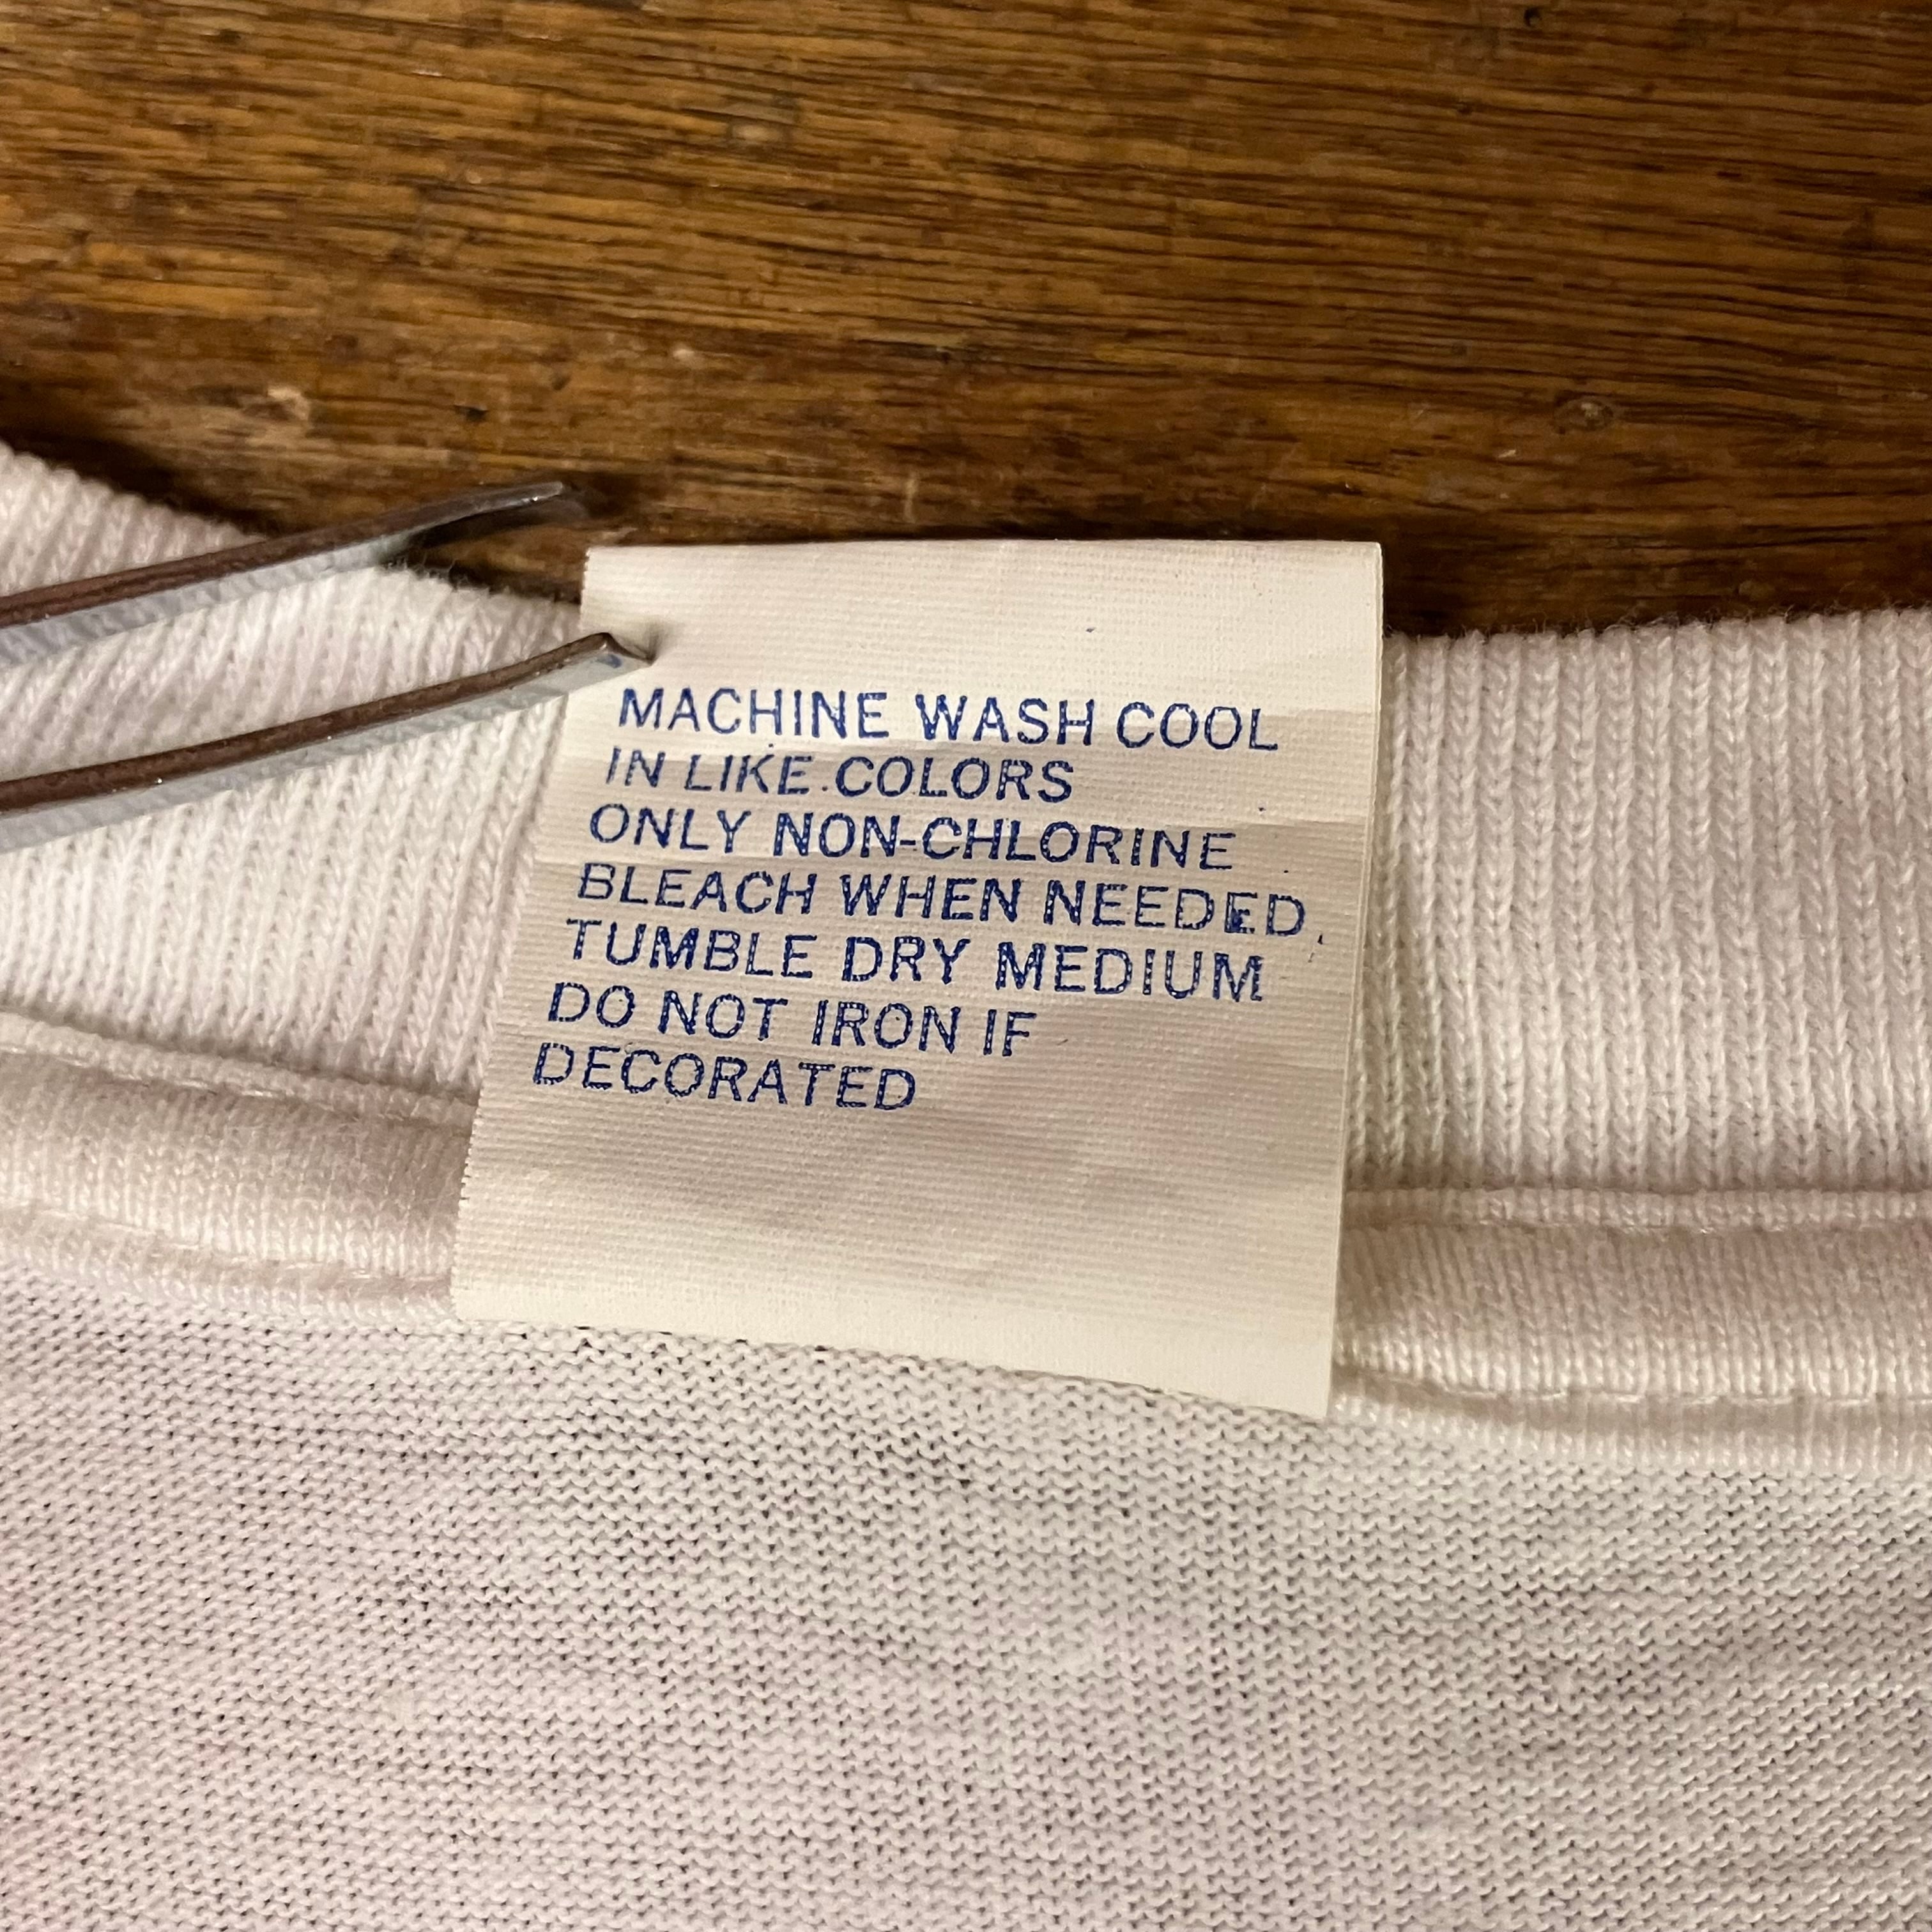 MACHINE WASH COOL
IN LIKE COLORS
ONLY NON-CHLORINE
BLEACH WHEN NEEDED
TUMBLE DRY MEDIUM
DO NOT IRON IF
DECORATED